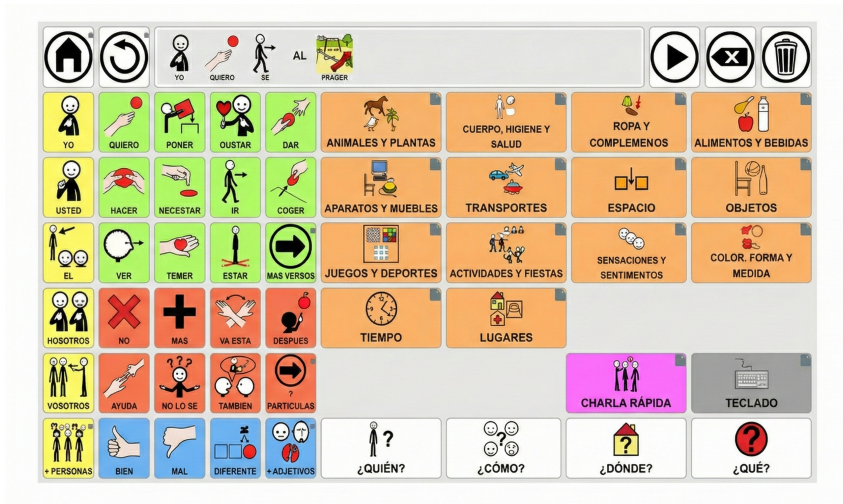 YO QUIERO SE AL PRAGER
YO QUIERO PONER OUSTAR DAR ANIMALES Y PLANTAS CUERPO, HIGIENE Y SALUD ROPA Y COMPLEMENOS ALIMENTOS Y BEBIDAS
USTED HACER NECESTAR IR COGER APARATOS Y MUEBLES TRANSPORTES ESPACIO OBJETOS
EL VER TEMER ESTAR MAS VERSOS JUEGOS Y DEPORTES ACTIVIDADES Y FIESTAS SENSACIONES Y SENTIMENTOS COLOR. FORMA Y MEDIDA
HOSOTROS NO MAS VA ESTA DESPUES TIEMPO LUGARES
VOSOTROS AYUDA ??? NO LO SE TAMBIEN ? PARTICULAS CHARLA RÁPIDA TECLADO
+ PERSONAS BIEN MAL DIFERENTE + ADJETIVOS ? ¿QUIÉN? ? ¿CÓMO? ? ¿DÓNDE? ? ¿QUÉ?